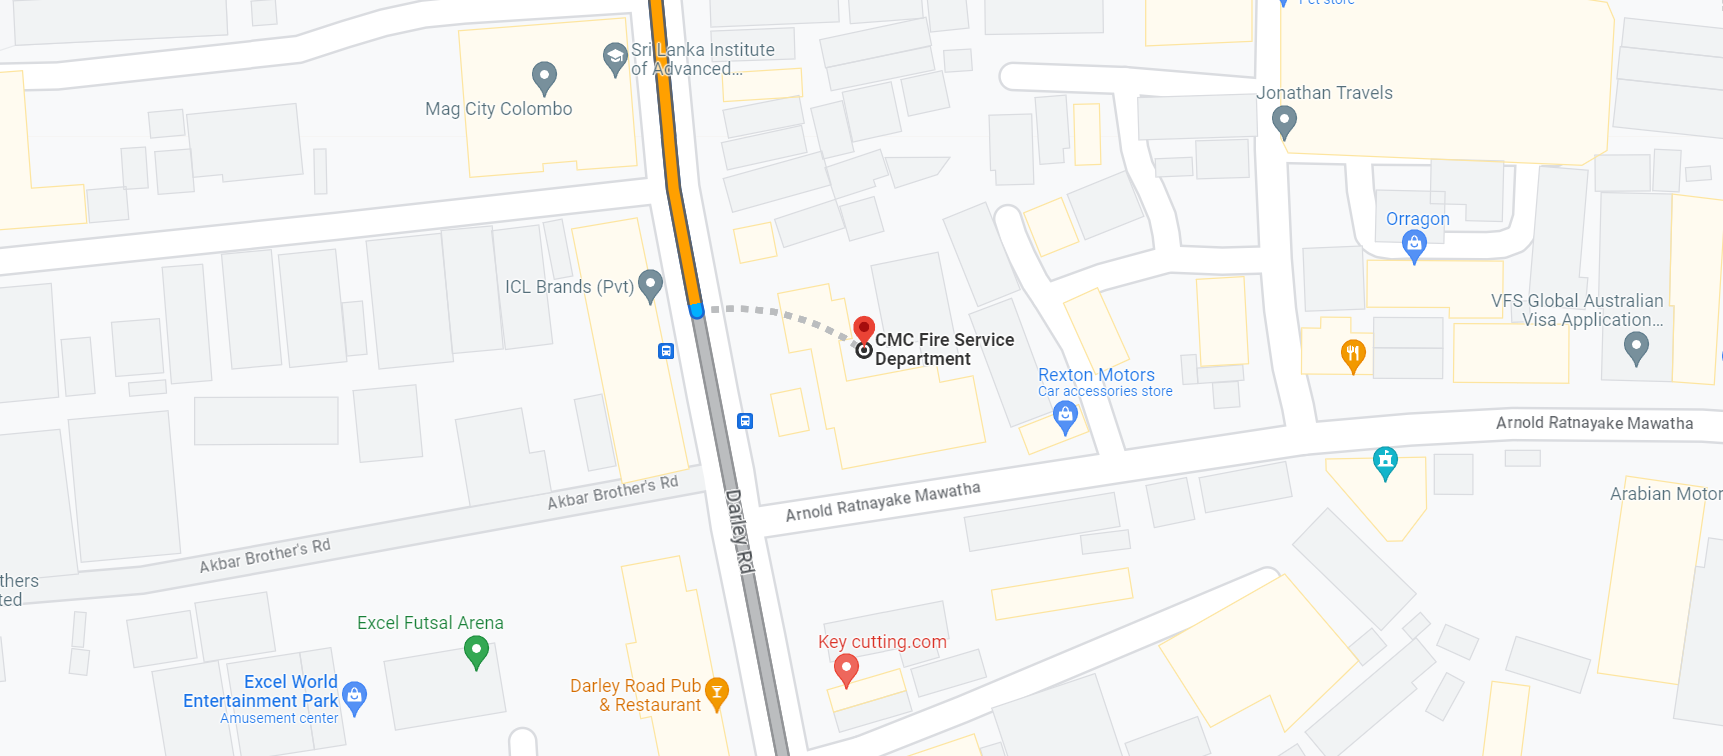 Pet store
Sri Lanka Institute
of Advanced...
Mag City Colombo
Jonathan Travels
Orragon
ICL Brands (Pvt)
VFS Global Australian
Visa Application...
CMC Fire Service
Department
Rexton Motors
Car accessories store
Arnold Ratnayake Mawatha
Akbar Brother's Rd
Darley Rd
Arnold Ratnayake Mawatha
Arabian Motor
Akbar Brother's Rd
thers
ted
Excel Futsal Arena
Key cutting.com
Excel World
Entertainment Park
Amusement center
Darley Road Pub
& Restaurant